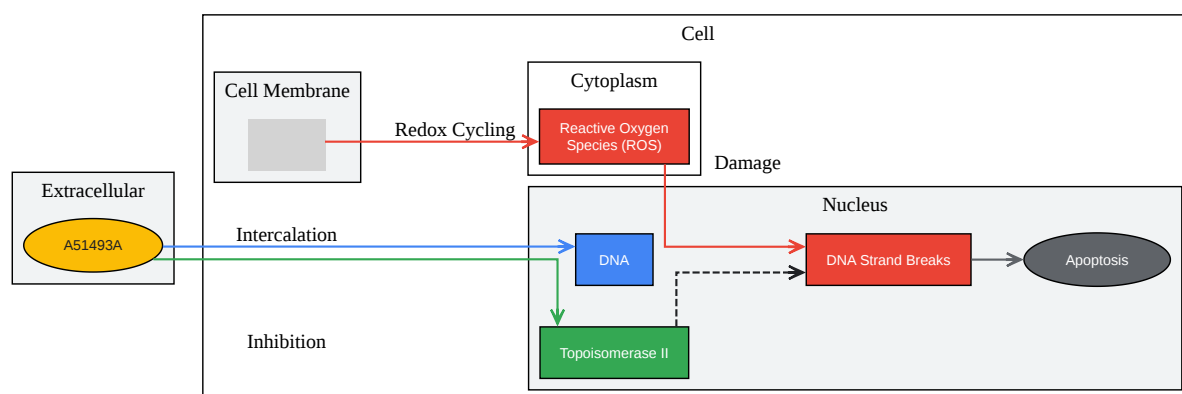 Cell
Cell Membrane
Cytoplasm
Redox Cycling
Reactive Oxygen
Species (ROS)
Damage
Extracellular
A51493A
Intercalation
Nucleus
DNA
DNA Strand Breaks
Apoptosis
Inhibition
Topoisomerase II